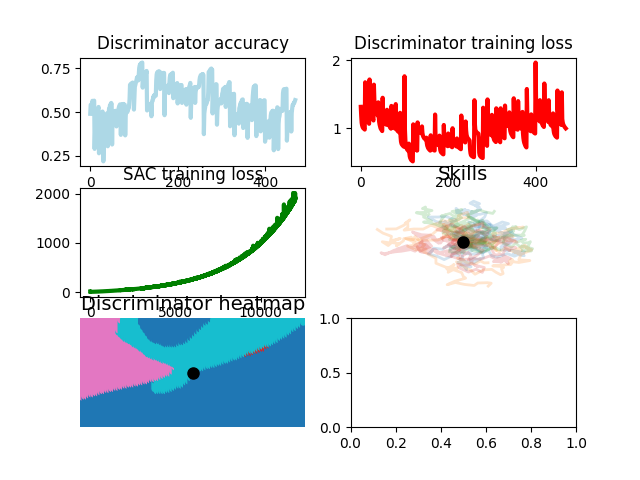 Discriminator accuracy
0.75
0.50
0.25
0 200 400
Discriminator training loss
2
1
0 200 400
SAC training loss
2000
1000
0
0 5000 10000
Skills
Discriminator heatmap
1.0
0.5
0.0
0.0 0.2 0.4 0.6 0.8 1.0